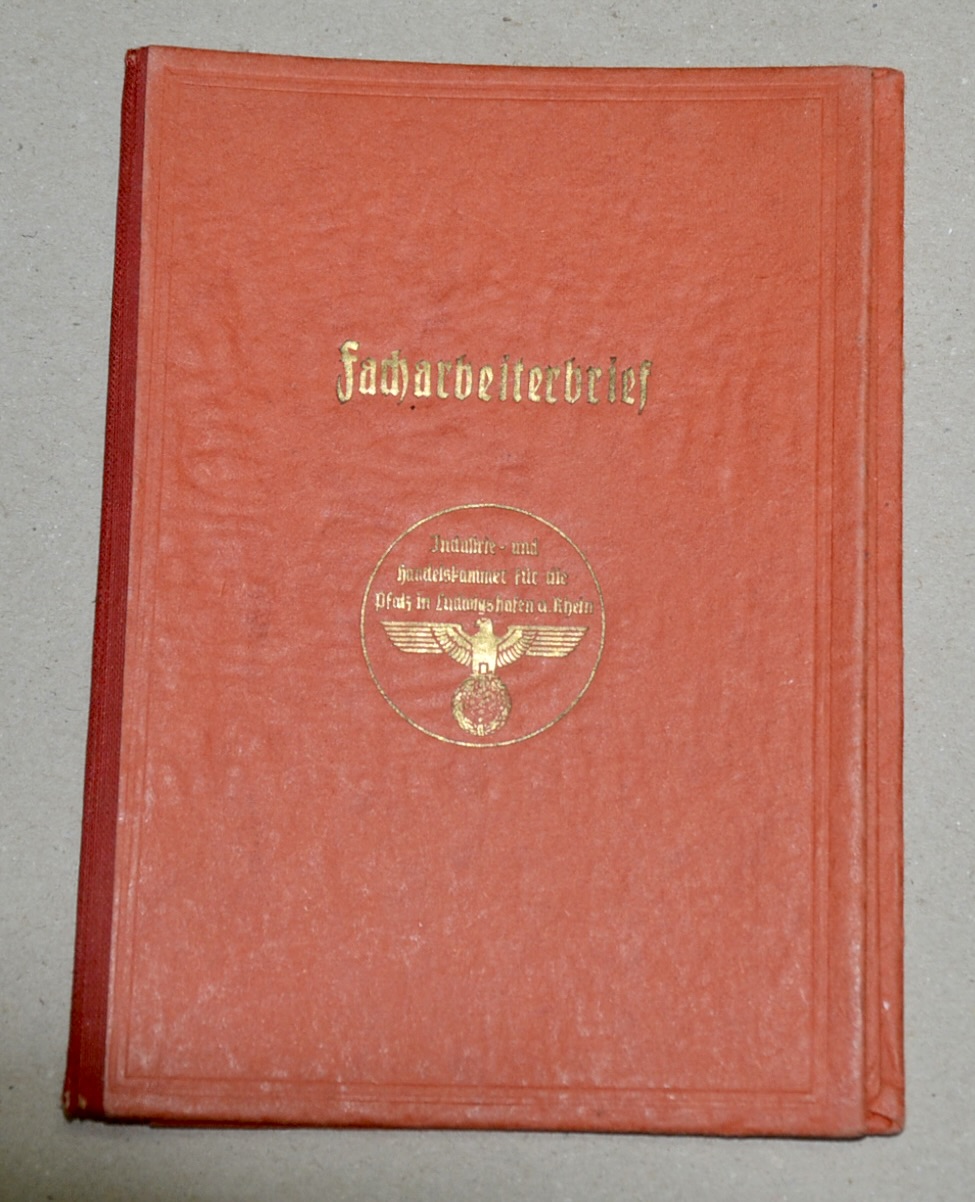 Facharbeiterbrief
Industrie- und
Handelskammer für die
Pfalz in Ludwigshafen a. Rhein